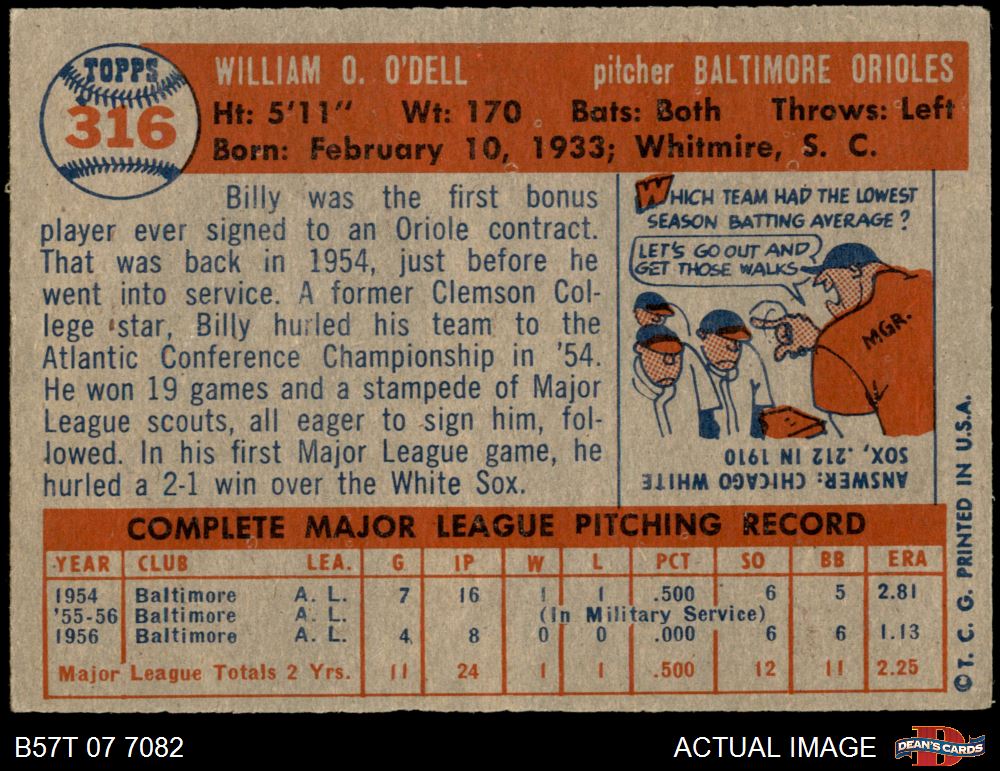 TOPPS
316
WILLIAM O. O'DELL pitcher BALTIMORE ORIOLES
Ht: 5'11" Wt: 170 Bats: Both Throws: Left
Born: February 10, 1933; Whitmire, S. C.
Billy was the first bonus
player ever signed to an Oriole contract.
That was back in 1954, just before he
went into service. A former Clemson Col-
lege star, Billy hurled his team to the
Atlantic Conference Championship in '54.
He won 19 games and a stampede of Major
League scouts, all eager to sign him, fol-
lowed. In his first Major League game, he
hurled a 2-1 win over the White Sox.
WHICH TEAM HAD THE LOWEST
SEASON BATTING AVERAGE?
LET'S GO OUT AND
GET THOSE WALKS
MGR.
ANSWER: CHICAGO WHITE
SOX, .212 IN 1910
COMPLETE MAJOR LEAGUE PITCHING RECORD
YEAR CLUB LEA. G IP W L PCT SO BB ERA
1954 Baltimore A. L. 7 16 1 1 .500 6 5 2.81
'55-56 Baltimore A. L. (In Military Service)
1956 Baltimore A. L. 4 8 0 0 .000 6 6 1.13
Major League Totals 2 Yrs. 11 24 1 1 .500 12 11 2.25
©T. C. G. PRINTED IN U.S.A.
B57T 07 7082 ACTUAL IMAGE
D
DEAN'S CARDS